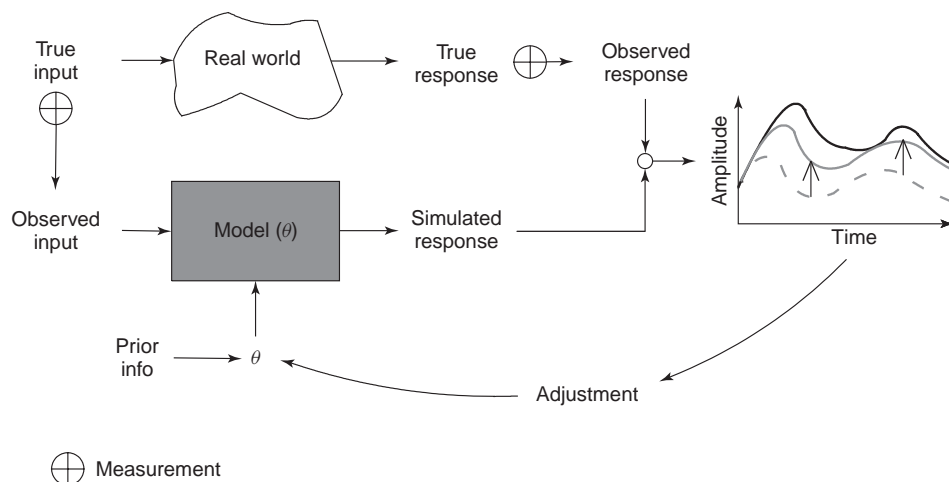 True
input
Real world
True
response
Observed
response
Amplitude
Time
Observed
input
Model (θ)
Simulated
response
Prior
info
θ
Adjustment
Measurement